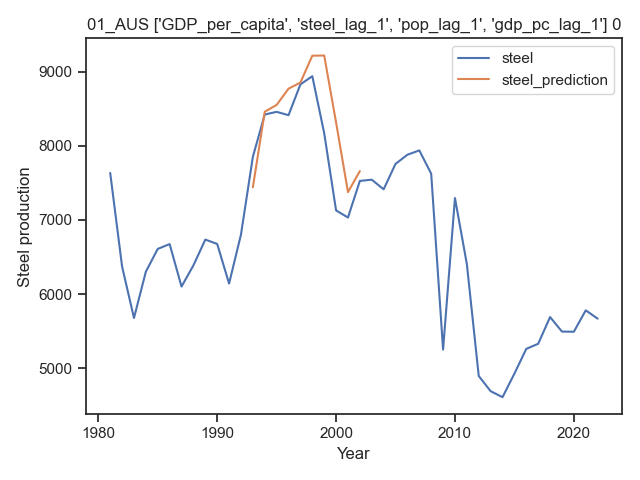 01_AUS ['GDP_per_capita', 'steel_lag_1', 'pop_lag_1', 'gdp_pc_lag_1'] 0
steel
steel_prediction
Steel production
9000
8000
7000
6000
5000
1980
1990
2000
2010
2020
Year